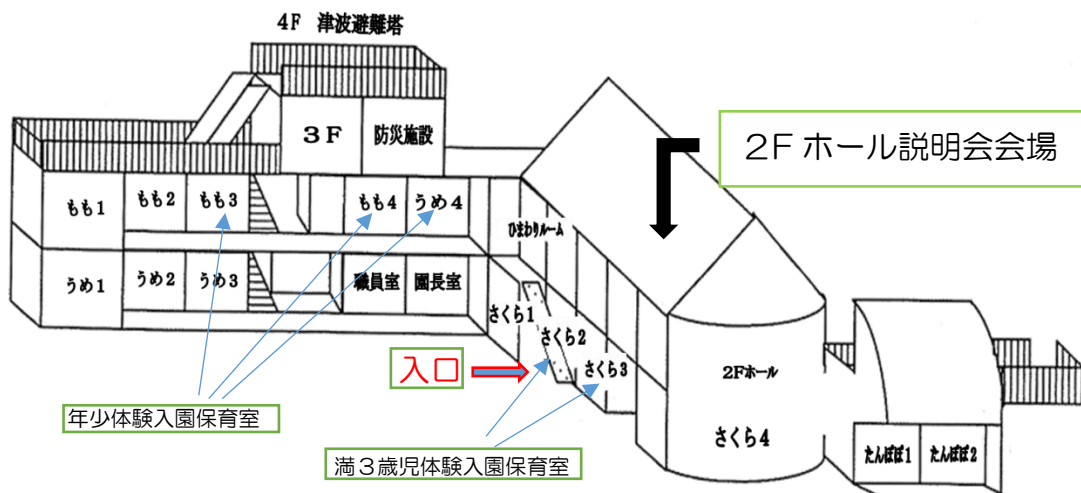 4F 津波避難塔
3F
防災施設
2F ホール説明会会場
もも1
もも2
もも3
もも4
うめ4
ひまわりルーム
うめ1
うめ2
うめ3
職員室
園長室
さくら1
さくら2
さくら3
入口
2Fホール
さくら4
たんぽぽ1
たんぽぽ2
年少体験入園保育室
満3歳児体験入園保育室